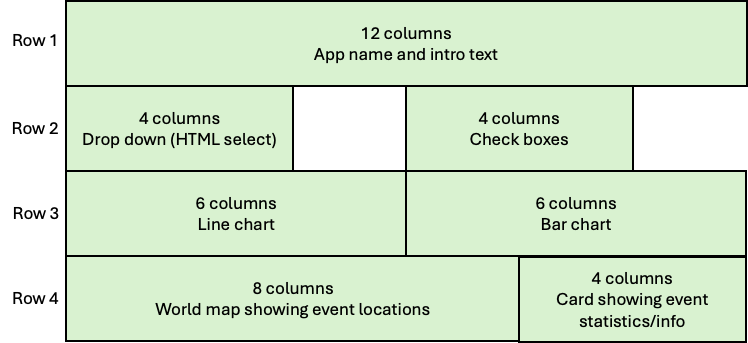 Row 1
12 columns
App name and intro text
Row 2
4 columns
Drop down (HTML select)
4 columns
Check boxes
Row 3
6 columns
Line chart
6 columns
Bar chart
Row 4
8 columns
World map showing event locations
4 columns
Card showing event
statistics/info